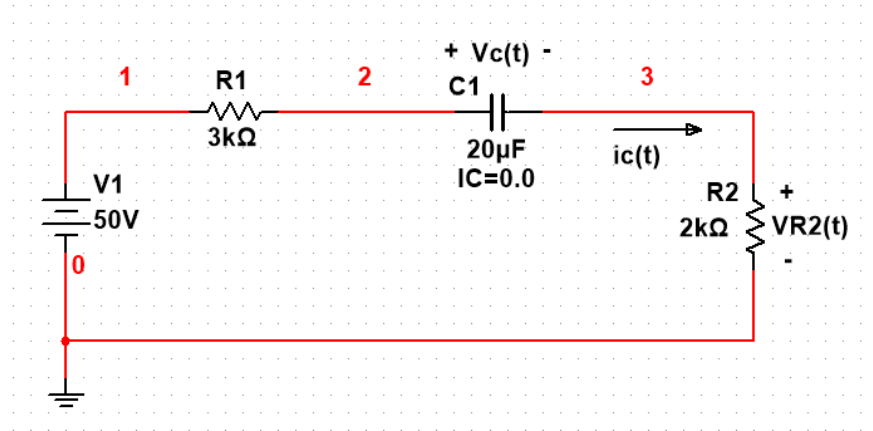 + Vc(t) -
1
R1
2
C1
3
3kΩ
20µF
IC=0.0
ic(t)
V1
50V
R2
2kΩ
+
VR2(t)
-
0